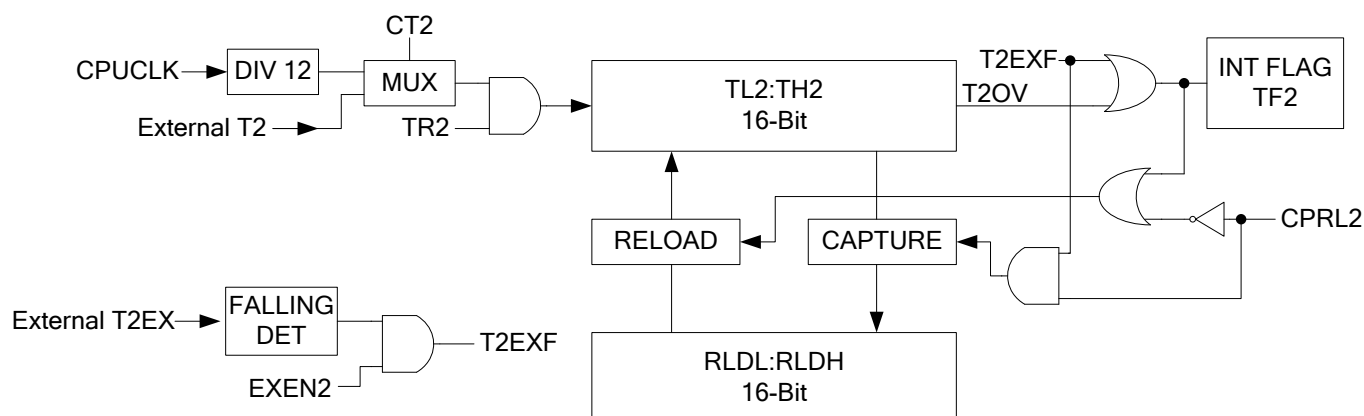 CT2
CPUCLK
DIV 12
MUX
External T2
TR2
TL2:TH2
16-Bit
T2EXF
T2OV
INT FLAG
TF2
RELOAD
CAPTURE
CPRL2
External T2EX
FALLING
DET
EXEN2
T2EXF
RLDL:RLDH
16-Bit